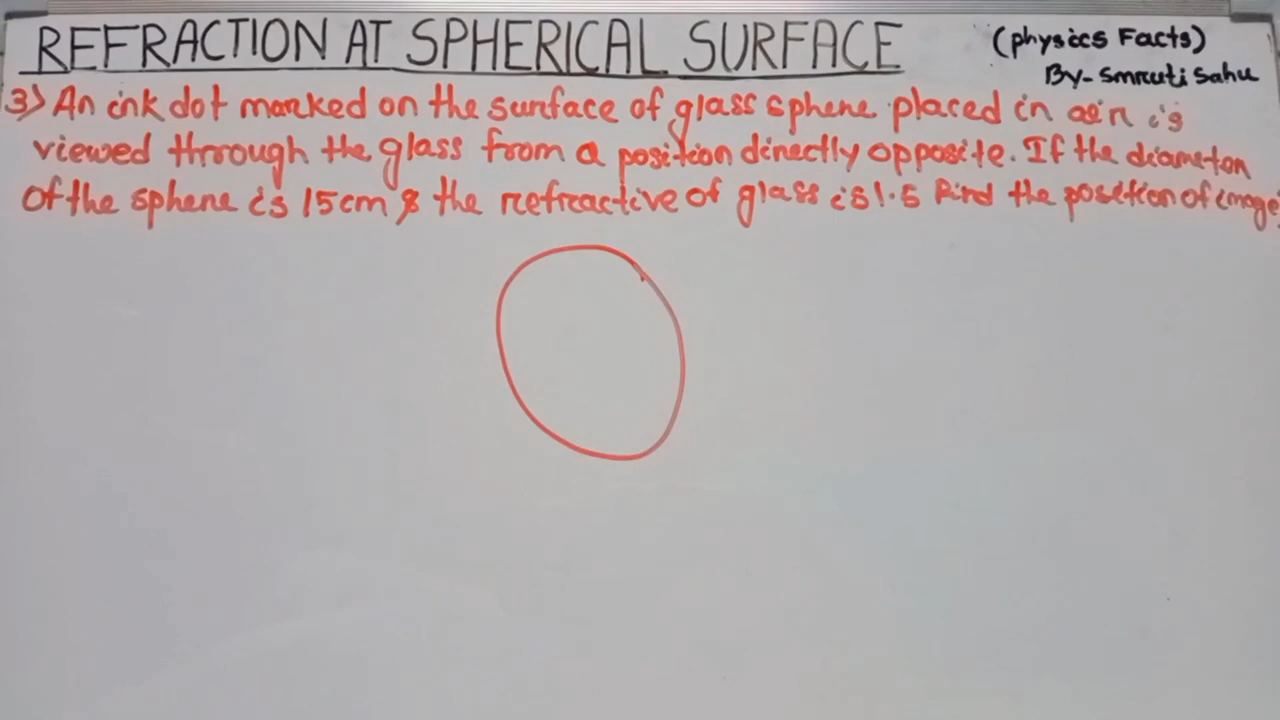 REFRACTION AT SPHERICAL SURFACE
(physics Facts)
By- Smruti Sahu
3) An ink dot marked on the surface of glass sphere placed in air is
viewed through the glass from a position directly opposite. If the diameter
of the sphere is 15cm & the refractive of glass is 1.5 Find the position of image.